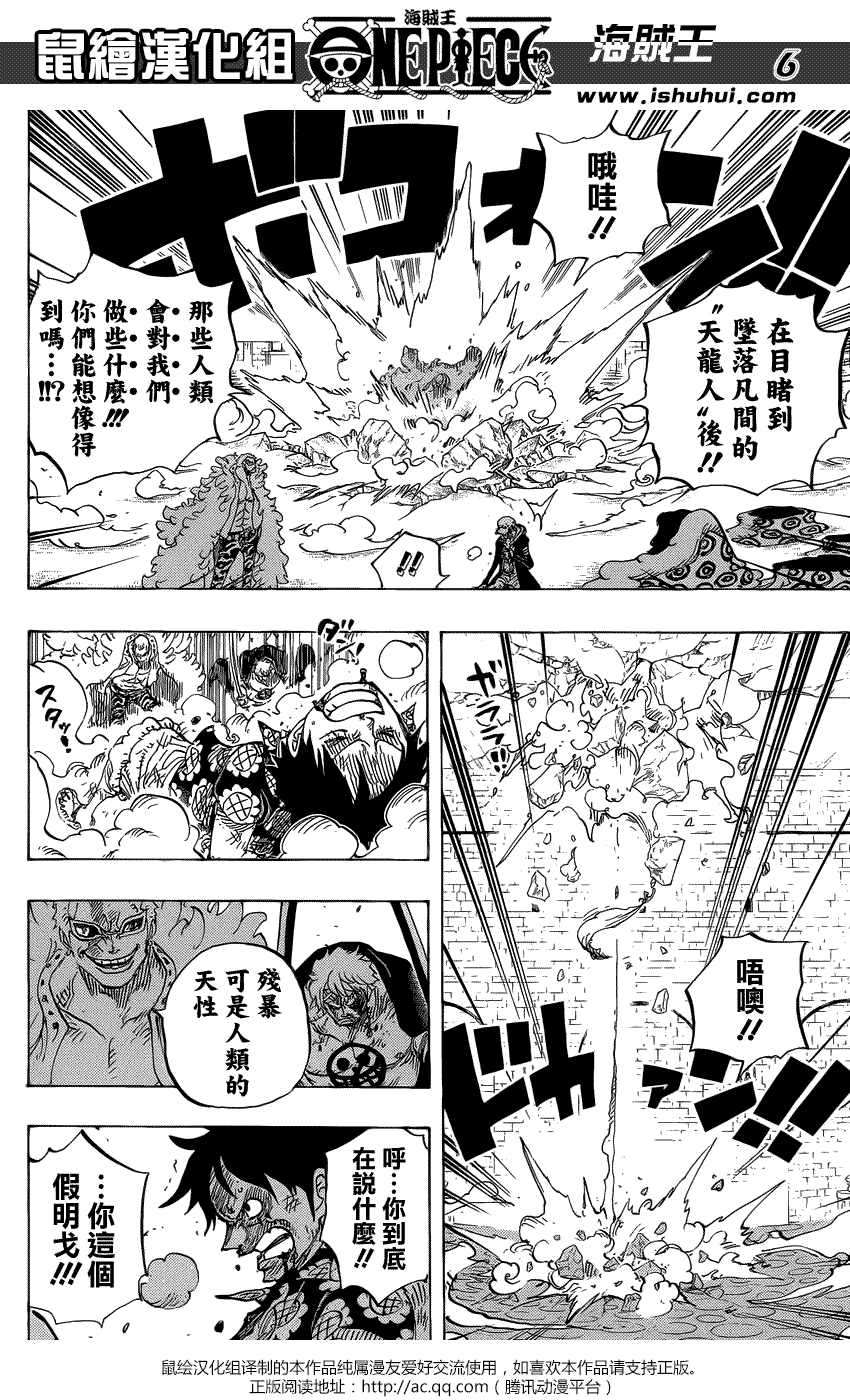 鼠繪漢化組
海賊王
ONE PIECE
海賊王
6
www.ishuhui.com
ボコォン!!
哦哇!!
在目睹到
墜落凡間的
“天龍人”後!!
那些人類
會對我們
做些什麼!!!
你們能想像得
到嗎…!!?
!!
ガラララ!!
唔噢!!
ドカァン!!!
ダン!
スタッ!
殘暴
可是人類的
天性
呼…你到底
在説什麼!!
…你這個
假明戈!!!
鼠绘汉化组译制的本作品纯属漫友爱好交流使用，如喜欢本作品请支持正版。
正版阅读地址：http://ac.qq.com（腾讯动漫平台）